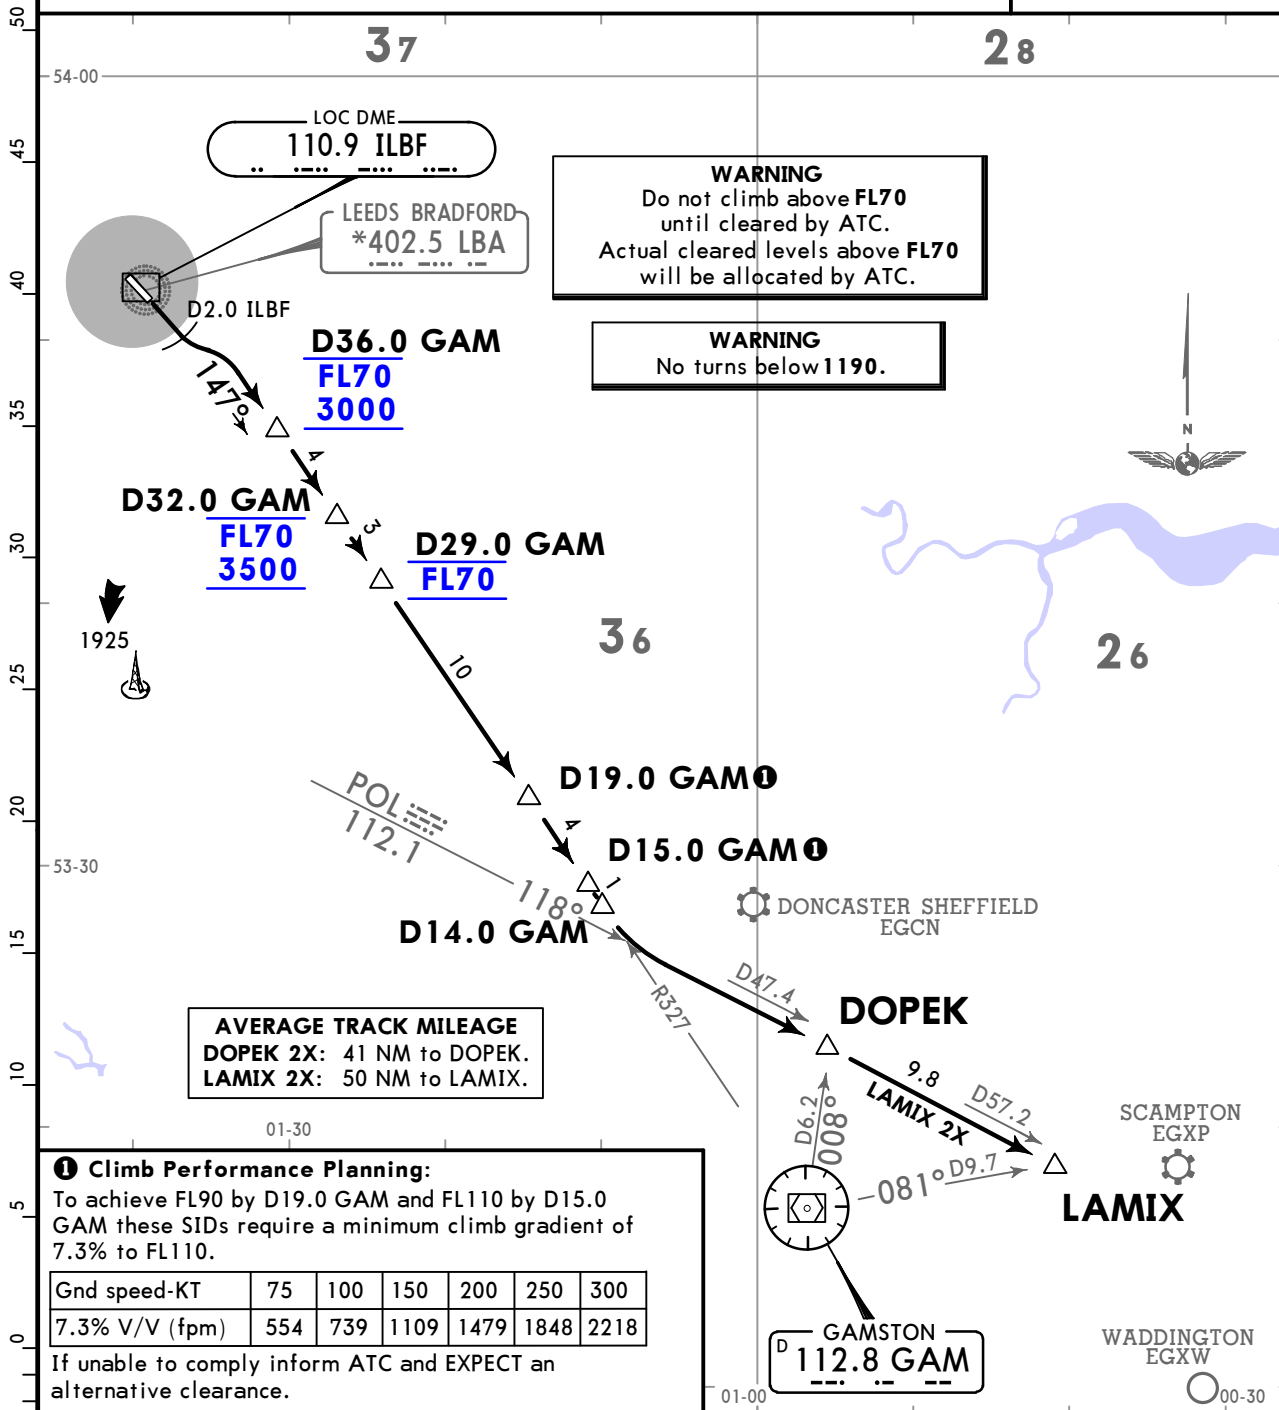 50
37
28
54-00
LOC DME
110.9 ILBF
45
WARNING
Do not climb above FL70
until cleared by ATC.
Actual cleared levels above FL70
will be allocated by ATC.
LEEDS BRADFORD
*402.5 LBA
40
D2.0 ILBF
WARNING
No turns below 1190.
D36.0 GAM
FL70
3000
147°
35
N
4
D32.0 GAM
FL70
3500
3
D29.0 GAM
FL70
30
1925
36
26
25
10
D19.0 GAM❶
POL
112.1
20
4
D15.0 GAM❶
53-30
1
118°
D14.0 GAM
DONCASTER SHEFFIELD
EGCN
15
D47.4
R327
DOPEK
AVERAGE TRACK MILEAGE
DOPEK 2X: 41 NM to DOPEK.
LAMIX 2X: 50 NM to LAMIX.
10
9.8
LAMIX 2X
D57.2
D6.2
008°
SCAMPTON
EGXP
01-30
081°
D9.7
LAMIX
5
❶ Climb Performance Planning:
To achieve FL90 by D19.0 GAM and FL110 by D15.0
GAM these SIDs require a minimum climb gradient of
7.3% to FL110.
Gnd speed-KT 75 100 150 200 250 300
7.3% V/V (fpm) 554 739 1109 1479 1848 2218
If unable to comply inform ATC and EXPECT an
alternative clearance.
0
GAMSTON
D 112.8 GAM
WADDINGTON
EGXW
01-00
00-30